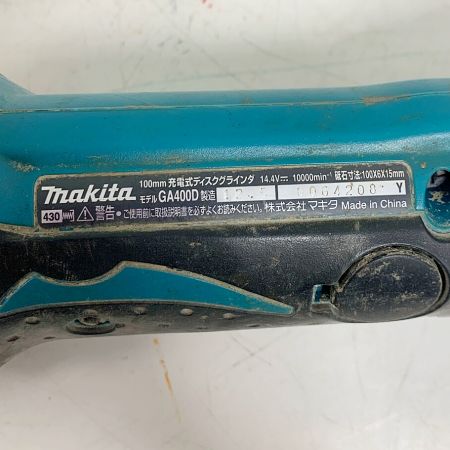 100mm 充電式ディスクグラインダ 14.4V⎓ 10000min⁻¹ 砥石寸法:100X6X15mm
makita モデル GA400D 製造 Y
430 警告 ・ご使用前に取扱説明書を必ずよくお読みください。 株式会社マキタ Made in China